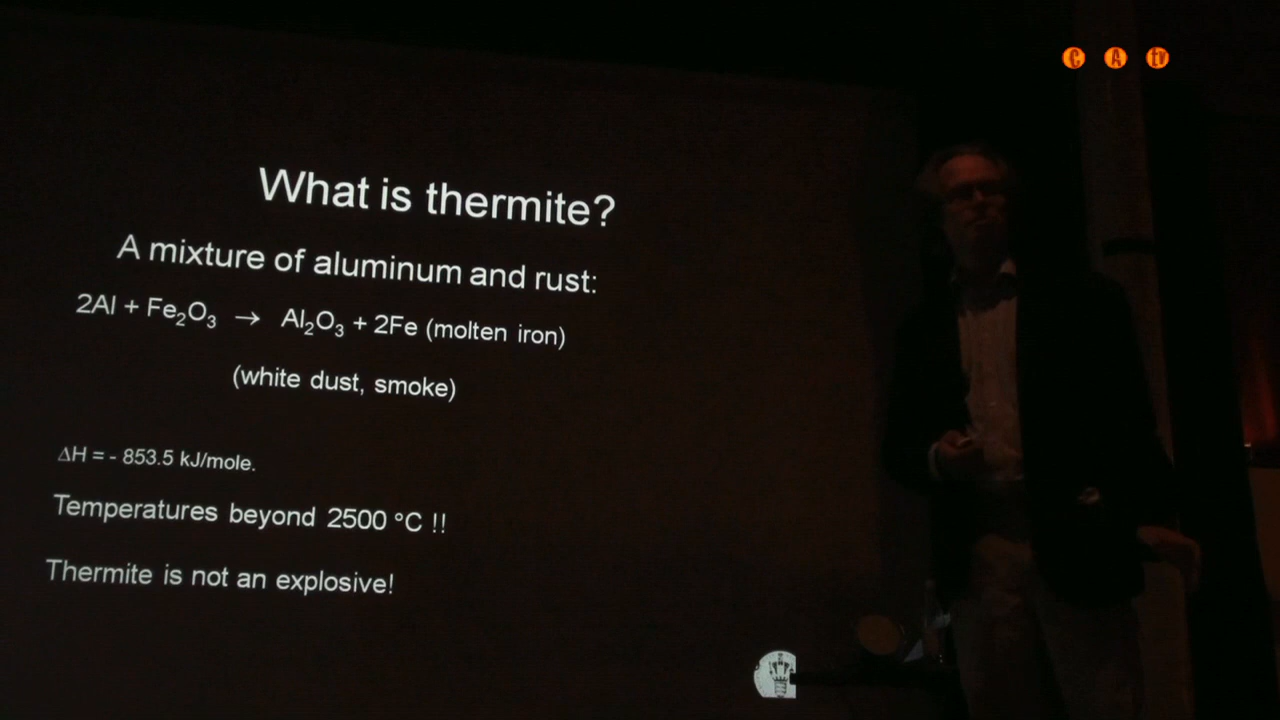 C A tv
What is thermite?
A mixture of aluminum and rust:
2Al + Fe₂O₃ → Al₂O₃ + 2Fe (molten iron)
(white dust, smoke)
ΔH = - 853.5 kJ/mole.
Temperatures beyond 2500 °C !!
Thermite is not an explosive!